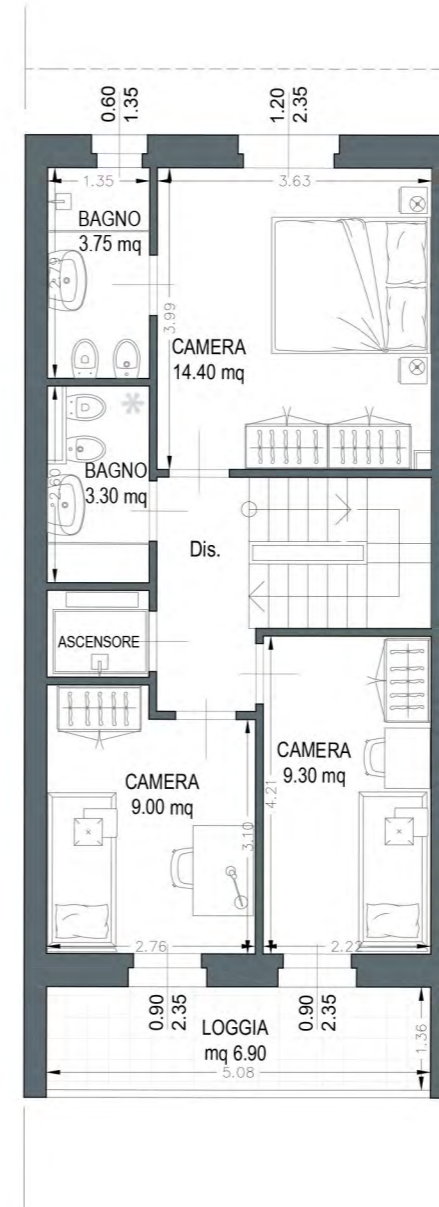 0.60
1.35
1.20
2.35
1.35
3.63
BAGNO
3.75 mq
2.79
3.99
CAMERA
14.40 mq
BAGNO
3.30 mq
2.60
Dis.
ASCENSORE
CAMERA
9.00 mq
CAMERA
9.30 mq
4.21
3.10
2.76
2.22
0.90
2.35
0.90
2.35
LOGGIA
mq 6.90
5.08
1.36